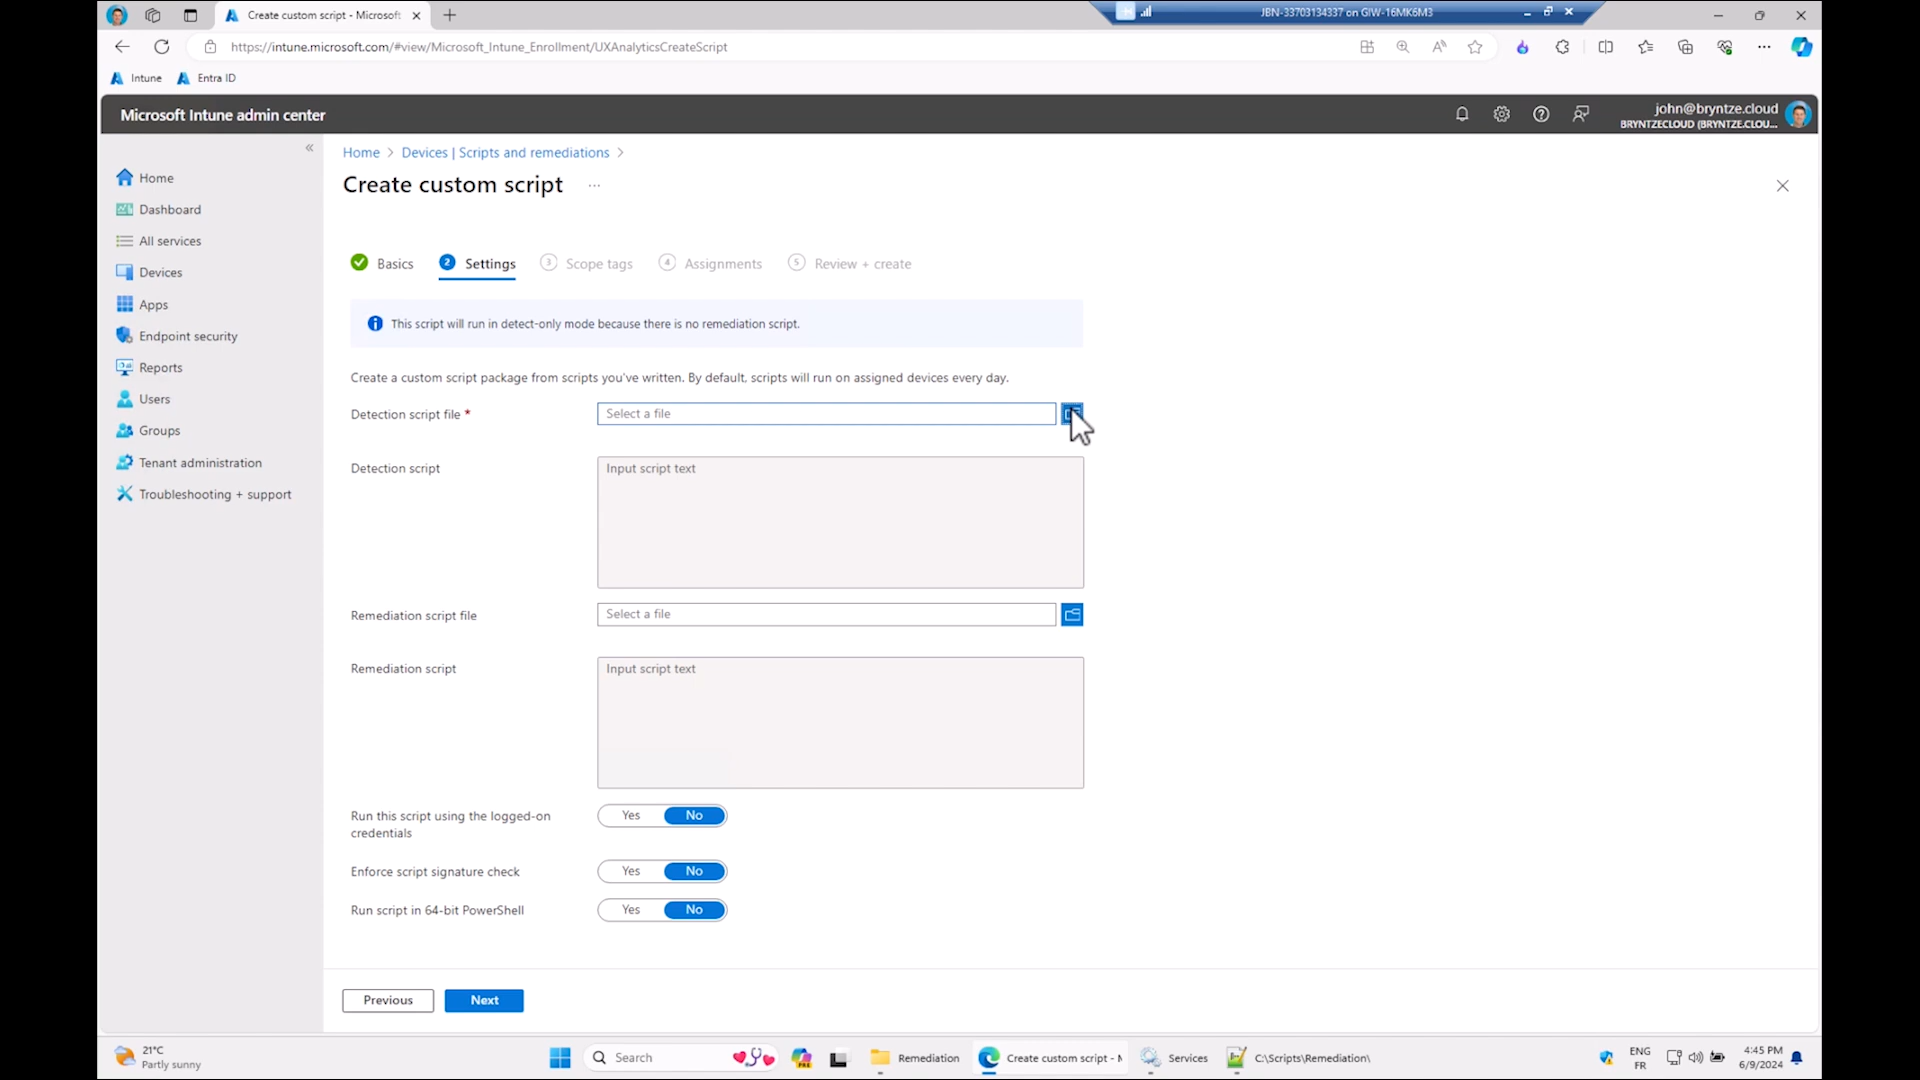 Create custom script - Microsoft
JBN-33703134337 on GIW-16MK6M3
https://intune.microsoft.com/#view/Microsoft_Intune_Enrollment/UXAnalyticsCreateScript
Intune
Entra ID
Microsoft Intune admin center
john@bryntze.cloud
BRYNTZECLOUD (BRYNTZE.CLOU...
Home > Devices | Scripts and remediations >
Create custom script ...
Home
Dashboard
All services
Devices
Apps
Endpoint security
Reports
Users
Groups
Tenant administration
Troubleshooting + support
Basics
2 Settings
3 Scope tags
4 Assignments
5 Review + create
This script will run in detect-only mode because there is no remediation script.
Create a custom script package from scripts you've written. By default, scripts will run on assigned devices every day.
Detection script file *
Select a file
Detection script
Input script text
Remediation script file
Select a file
Remediation script
Input script text
Run this script using the logged-on
credentials
Yes No
Enforce script signature check
Yes No
Run script in 64-bit PowerShell
Yes No
Previous
Next
21°C
Partly sunny
Search
PRE
Remediation
Create custom script - M
Services
C:\Scripts\Remediation\
ENG
FR
4:45 PM
6/9/2024